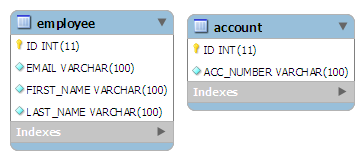 employee
ID INT(11)
EMAIL VARCHAR(100)
FIRST_NAME VARCHAR(100)
LAST_NAME VARCHAR(100)
Indexes
account
ID INT(11)
ACC_NUMBER VARCHAR(100)
Indexes